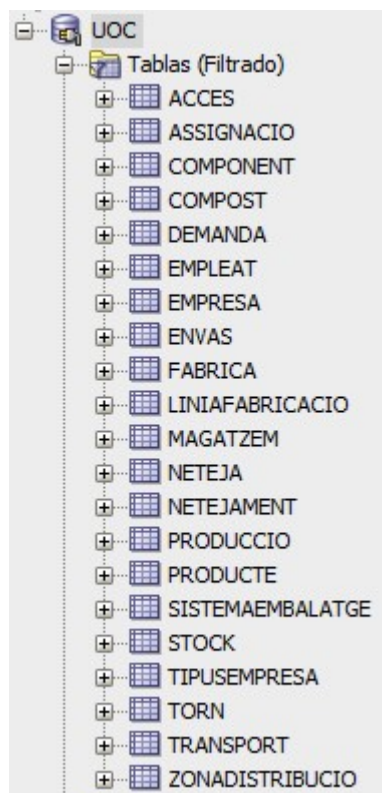 UOC
Tablas (Filtrado)
ACCES
ASSIGNACIO
COMPONENT
COMPOST
DEMANDA
EMPLEAT
EMPRESA
ENVAS
FABRICA
LINIAFABRICACIO
MAGATZEM
NETEJA
NETEJAMENT
PRODUCCIO
PRODUCTE
SISTEMAEMBALATGE
STOCK
TIPUSEMPRESA
TORN
TRANSPORT
ZONADISTRIBUCIO